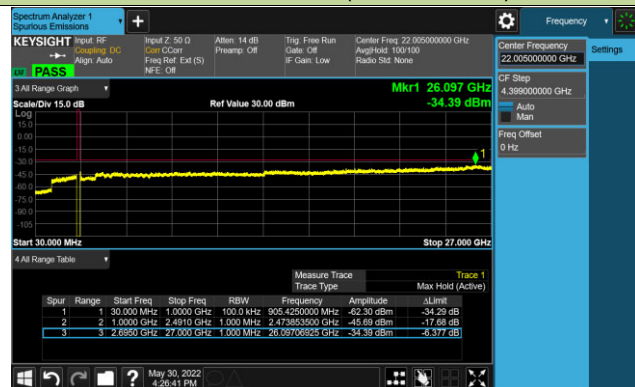 Spectrum Analyzer 1
Spurious Emissions
Frequency
KEYSIGHT
Input: RF
Coupling: DC
Align: Auto
Input Z: 50 Ω
Corr CCorr
Freq Ref: Ext (S)
NFE: Off
Atten: 14 dB
Preamp: Off
Trig: Free Run
Gate: Off
IF Gain: Low
Center Freq: 22.005000000 GHz
Avg|Hold: 100/100
Radio Std: None
LXI PASS
Center Frequency
22.005000000 GHz
Settings
CF Step
4.399000000 GHz
Auto
Man
Freq Offset
0 Hz
3 All Range Graph
Mkr1 26.097 GHz
Scale/Div 15.0 dB
Ref Value 30.00 dBm
-34.39 dBm
Log
15.0
0.00
-15.0
-30.0
-45.0
-60.0
-75.0
-90.0
-105
1
Start 30.000 MHz
Stop 27.000 GHz
4 All Range Table
Measure Trace Trace 1
Trace Type Max Hold (Active)
Spur Range Start Freq Stop Freq RBW Frequency Amplitude ΔLimit
1 1 30.000 MHz 1.0000 GHz 100.0 kHz 905.4250000 MHz -62.30 dBm -34.29 dB
2 2 1.0000 GHz 2.4910 GHz 1.000 MHz 2.473853500 GHz -45.69 dBm -17.68 dB
3 3 2.6950 GHz 27.000 GHz 1.000 MHz 26.09706925 GHz -34.39 dBm -6.377 dB
?
May 30, 2022
4:26:41 PM